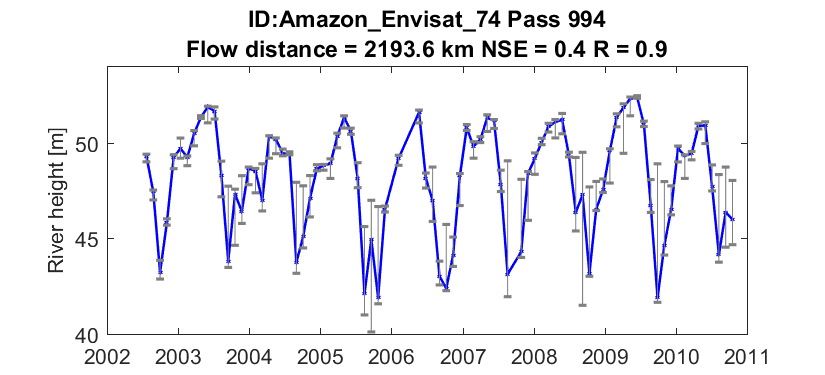 ID:Amazon_Envisat_74 Pass 994
Flow distance = 2193.6 km NSE = 0.4 R = 0.9
River height [m]
50
45
40
2002 2003 2004 2005 2006 2007 2008 2009 2010 2011